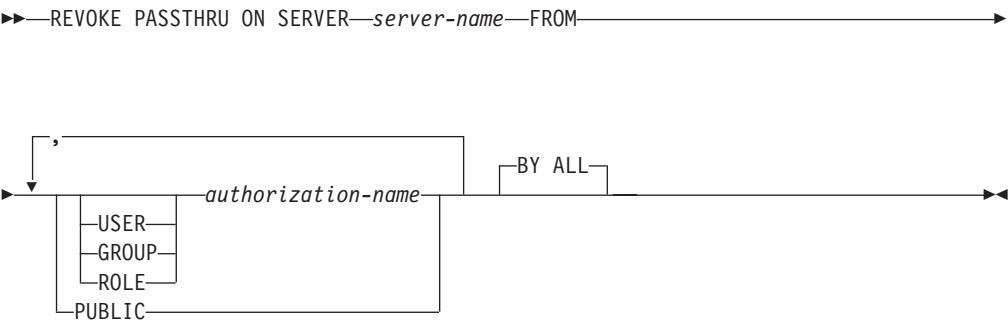 REVOKE PASSTHRU ON SERVER server-name FROM
,
BY ALL
authorization-name
USER
GROUP
ROLE
PUBLIC